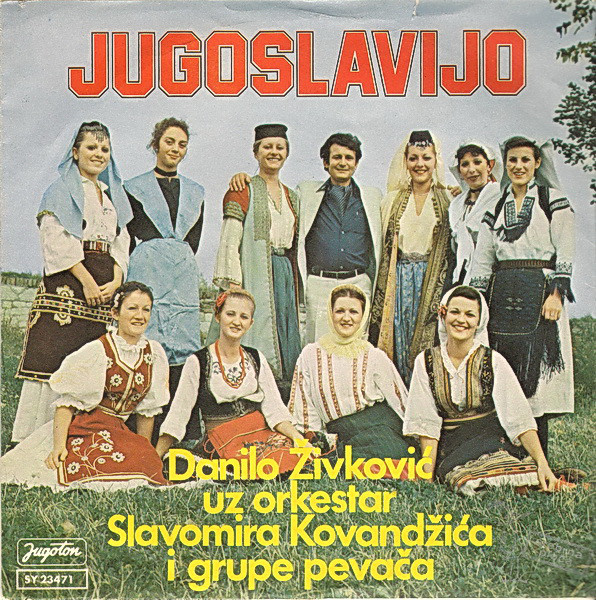 JUGOSLAVIJO
Danilo Živković
uz orkestar
Slavomira Kovandžića
i grupe pevača
Jugoton
SY 23471